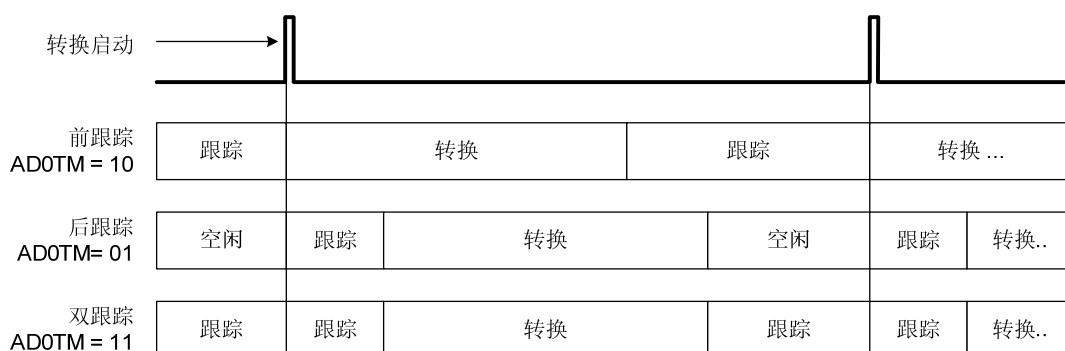 转换启动
前跟踪
AD0TM = 10
跟踪 转换 跟踪 转换 ...
后跟踪
AD0TM= 01
空闲 跟踪 转换 空闲 跟踪 转换..
双跟踪
AD0TM = 11
跟踪 跟踪 转换 跟踪 跟踪 转换..